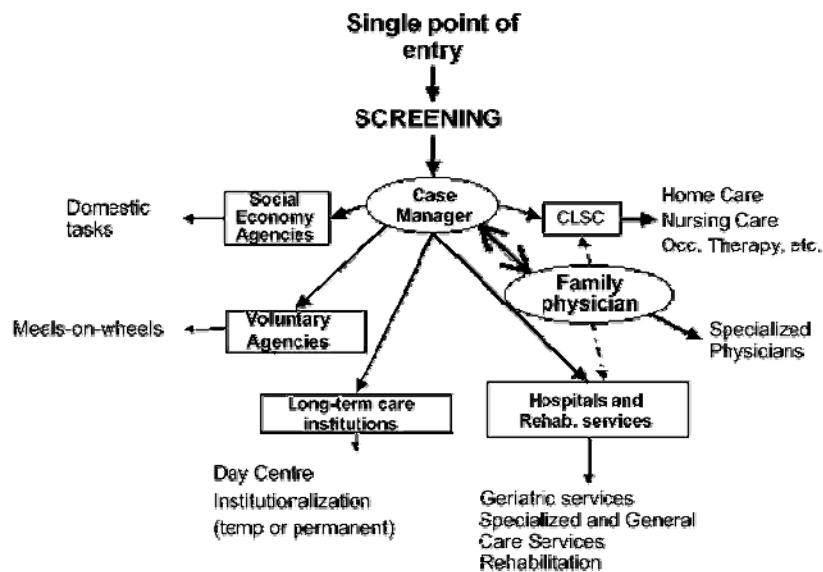 Single point of
entry
SCREENING
Case
Manager
Social
Economy
Agencies
Domestic
tasks
CLSC
Home Care
Nursing Care
Occ. Therapy, etc.
Family
physician
Specialized
Physicians
Voluntary
Agencies
Meels-on-wheels
Long-term care
institutions
Day Centre
Institutionalization
(temp or permanent)
Hospitals and
Rehab. services
Geriatric services
Specialized and General
Care Services
Rehabilitation